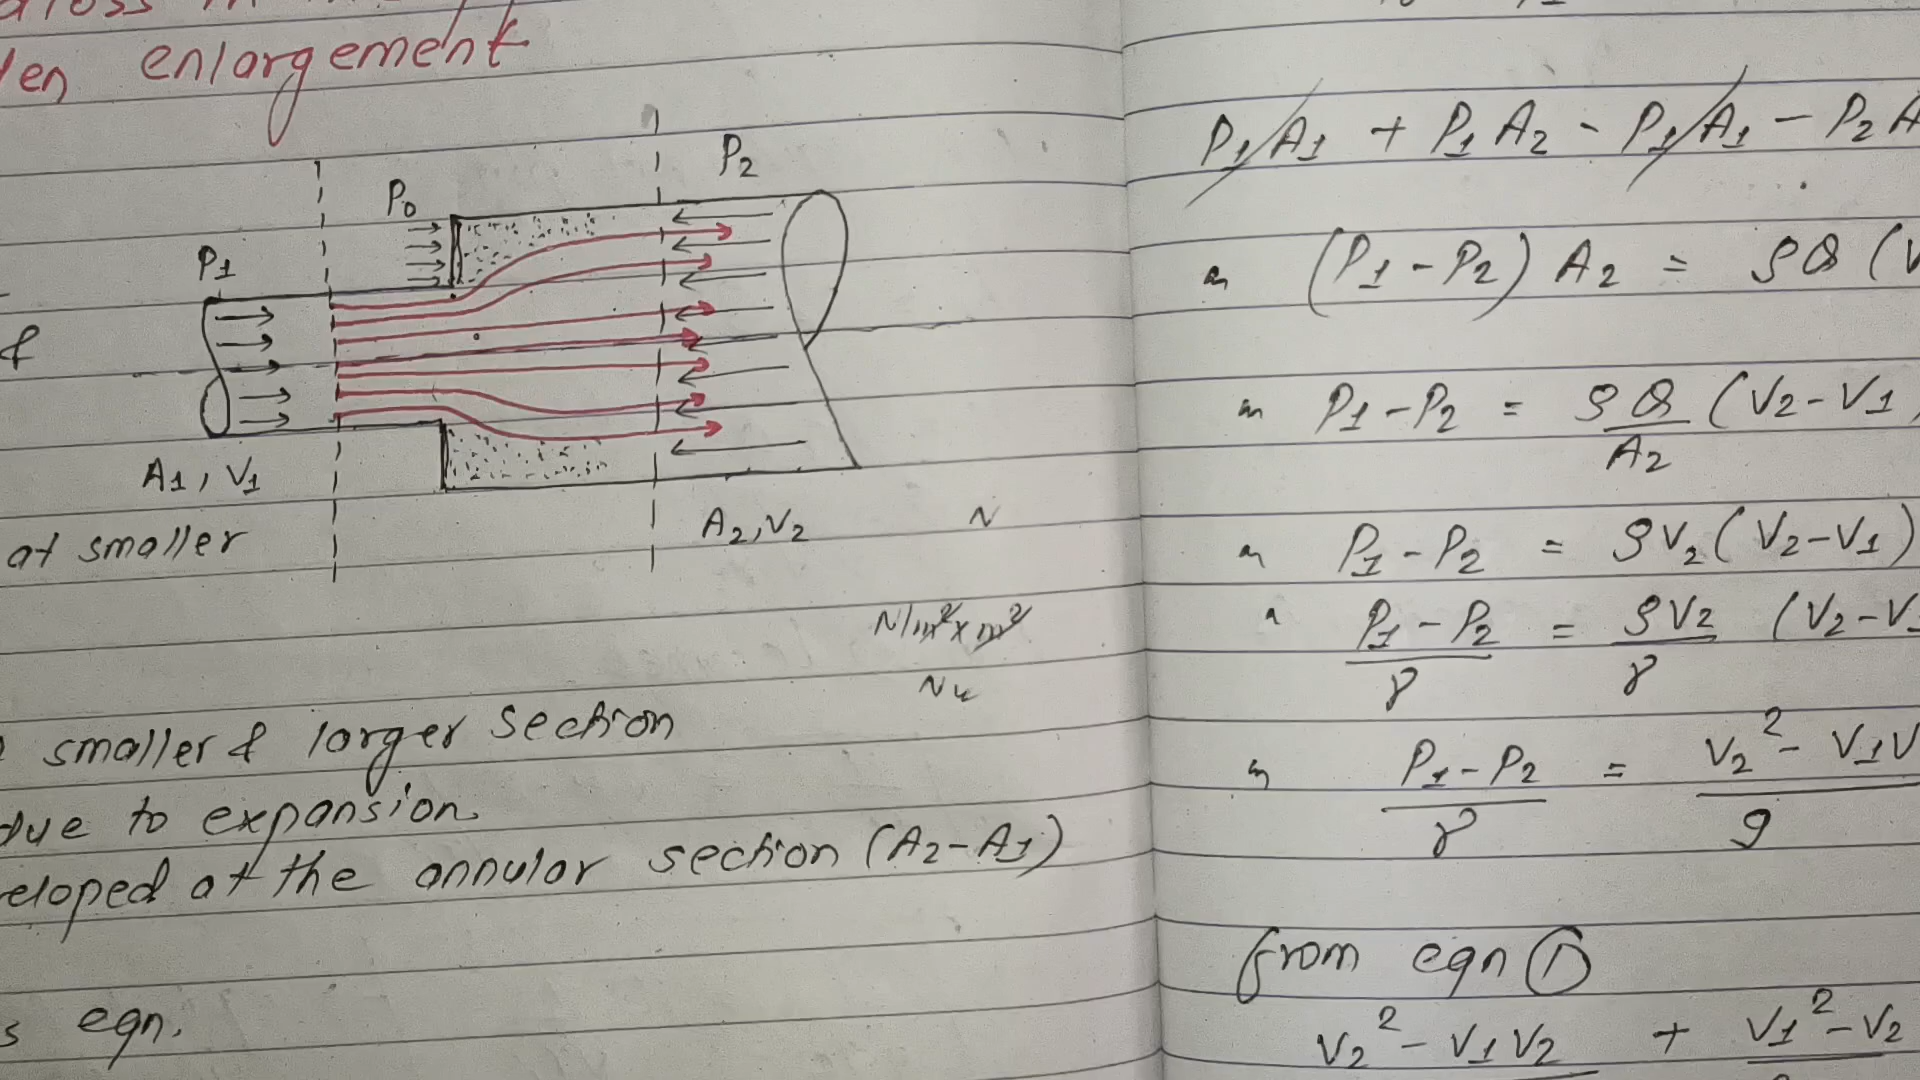 enlargement
P₂
P₀
P₁
&
A₁, V₁
A₂, V₂
N
at smaller
N/m² x m²
smaller & larger section
due to expansion.
at the annular section (A₂-A₁)
eqn.
P₁A₁ + P₁A₂ - P₁A₁ - P₂A
(P₁-P₂) A₂ = ρQ (V
P₁-P₂ = ρQ/A₂ (V₂-V₁
P₁-P₂ = ρV₂(V₂-V₁)
(P₁-P₂)/γ = ρV₂/γ (V₂-V₁
(P₁-P₂)/γ = (V₂² - V₁V)/g
from eqn ①
V₂² - V₁V₂ + V₁² - V₂